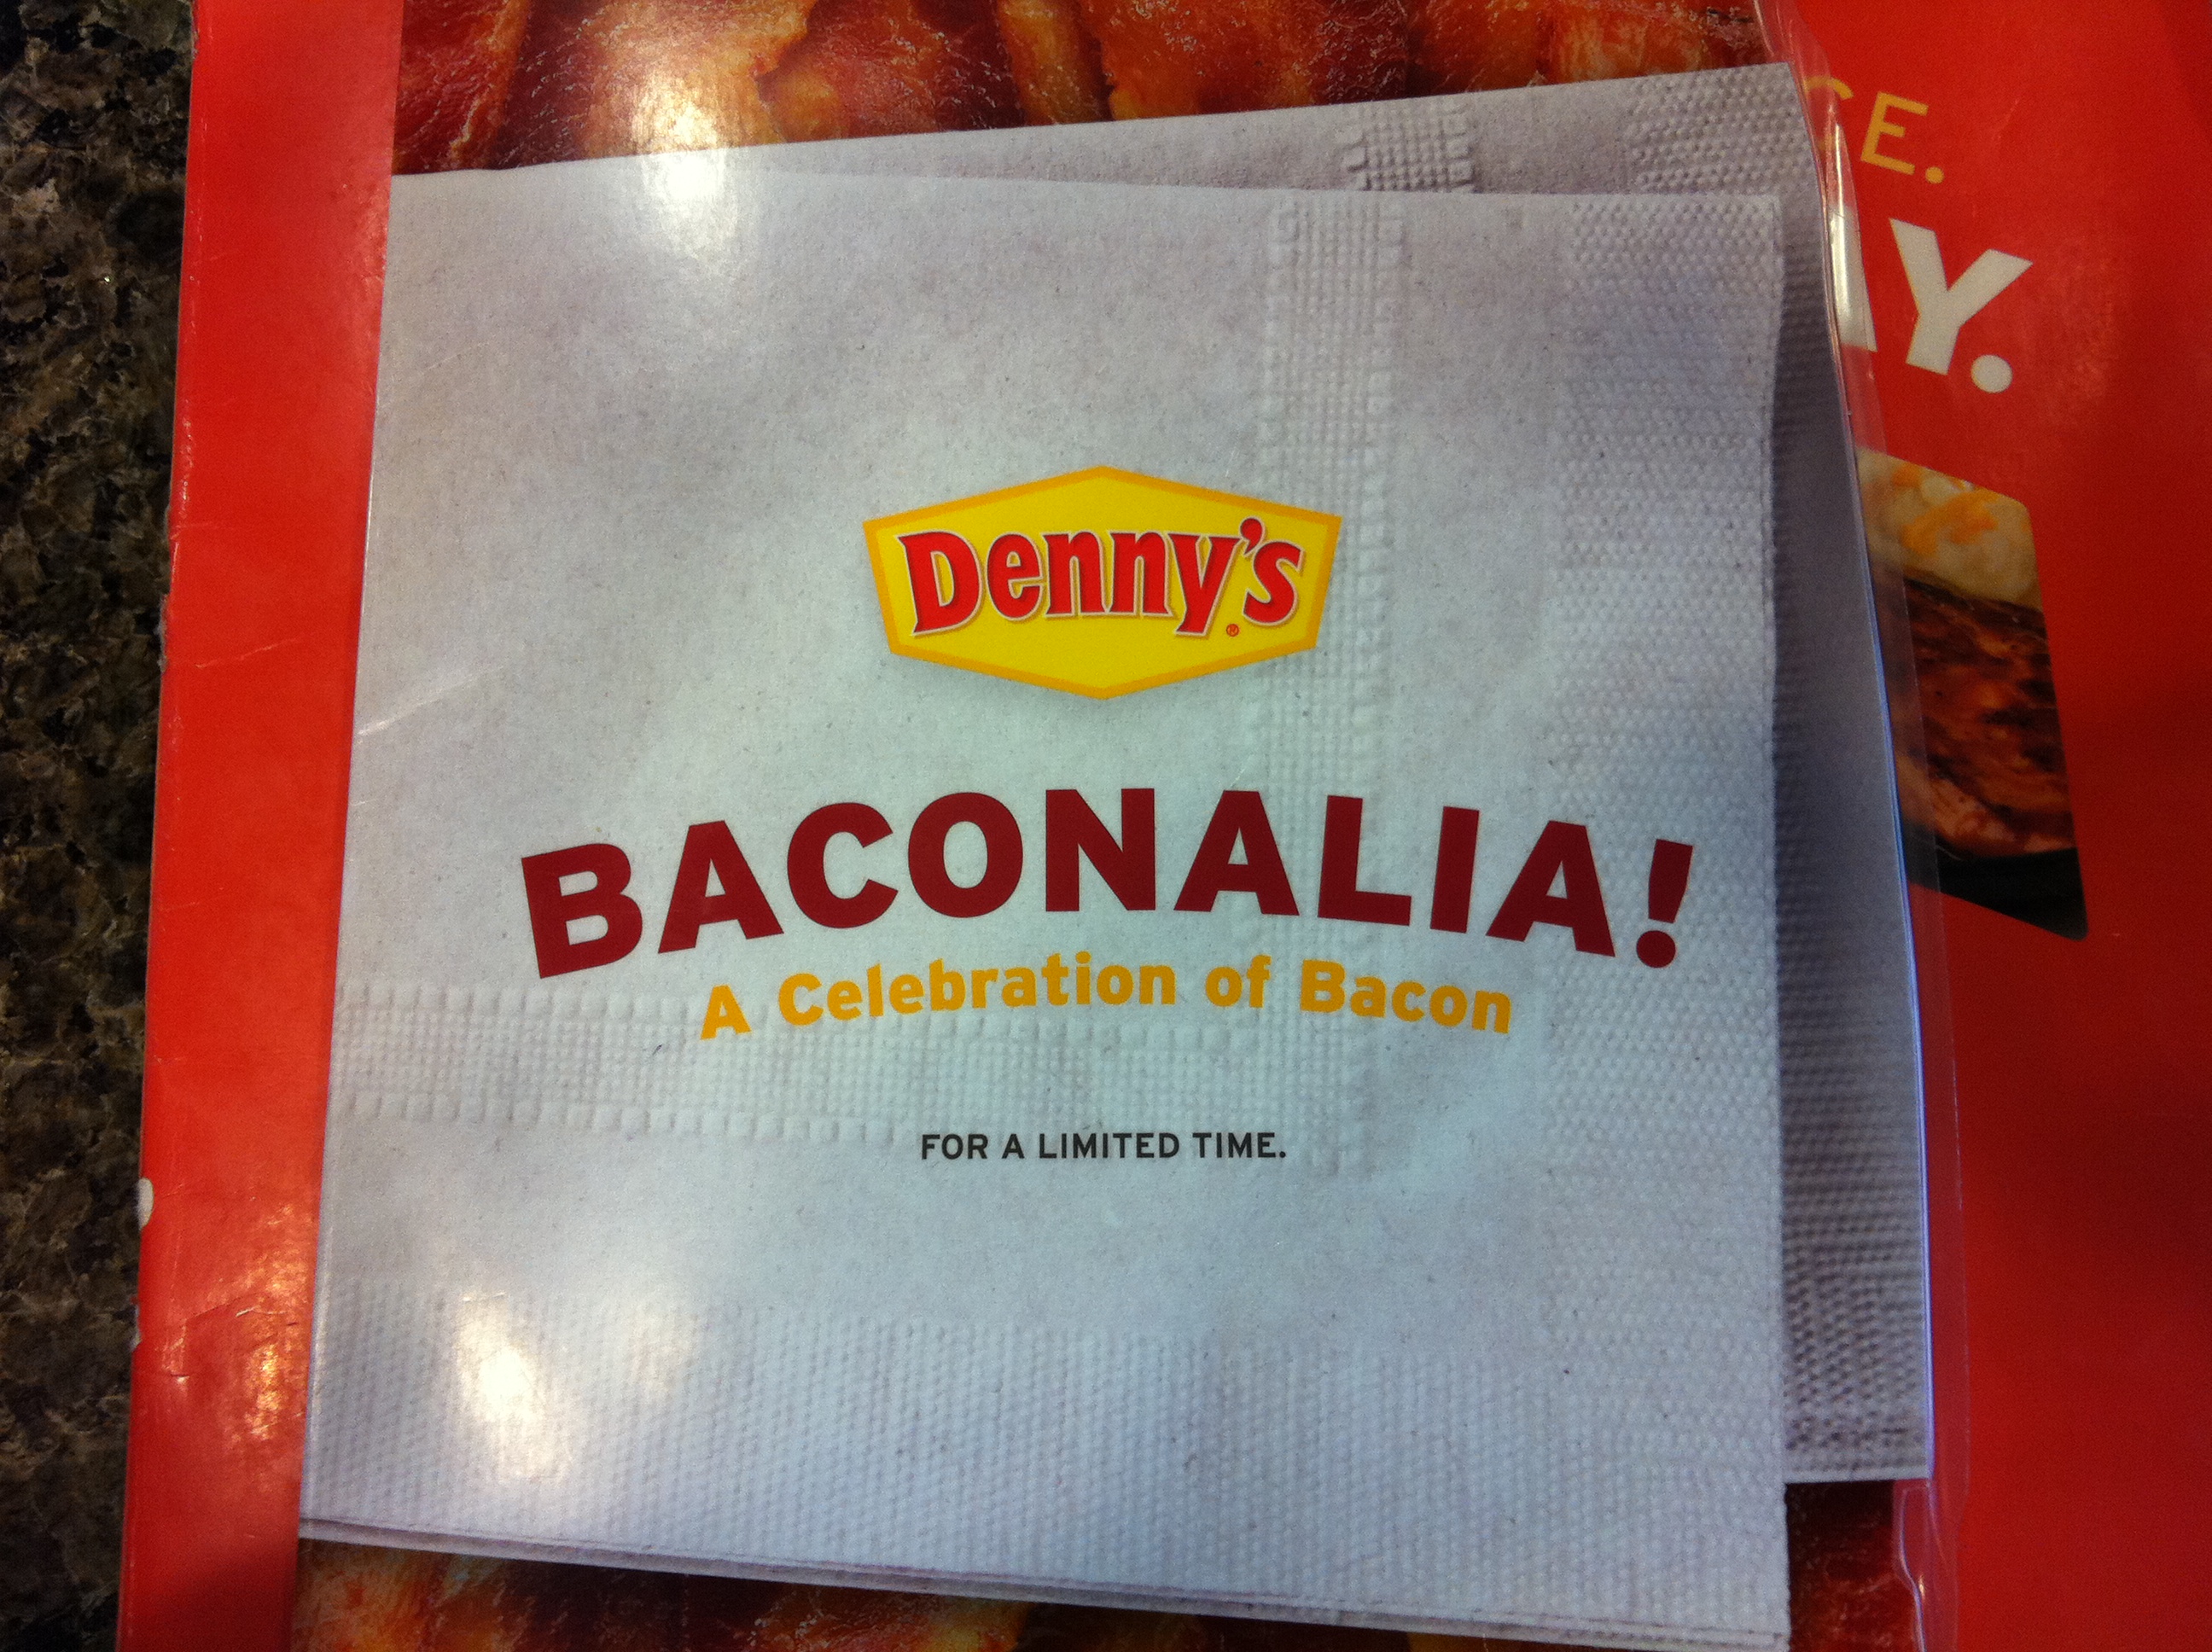 Denny's
BACONALIA!
A Celebration of Bacon
FOR A LIMITED TIME.